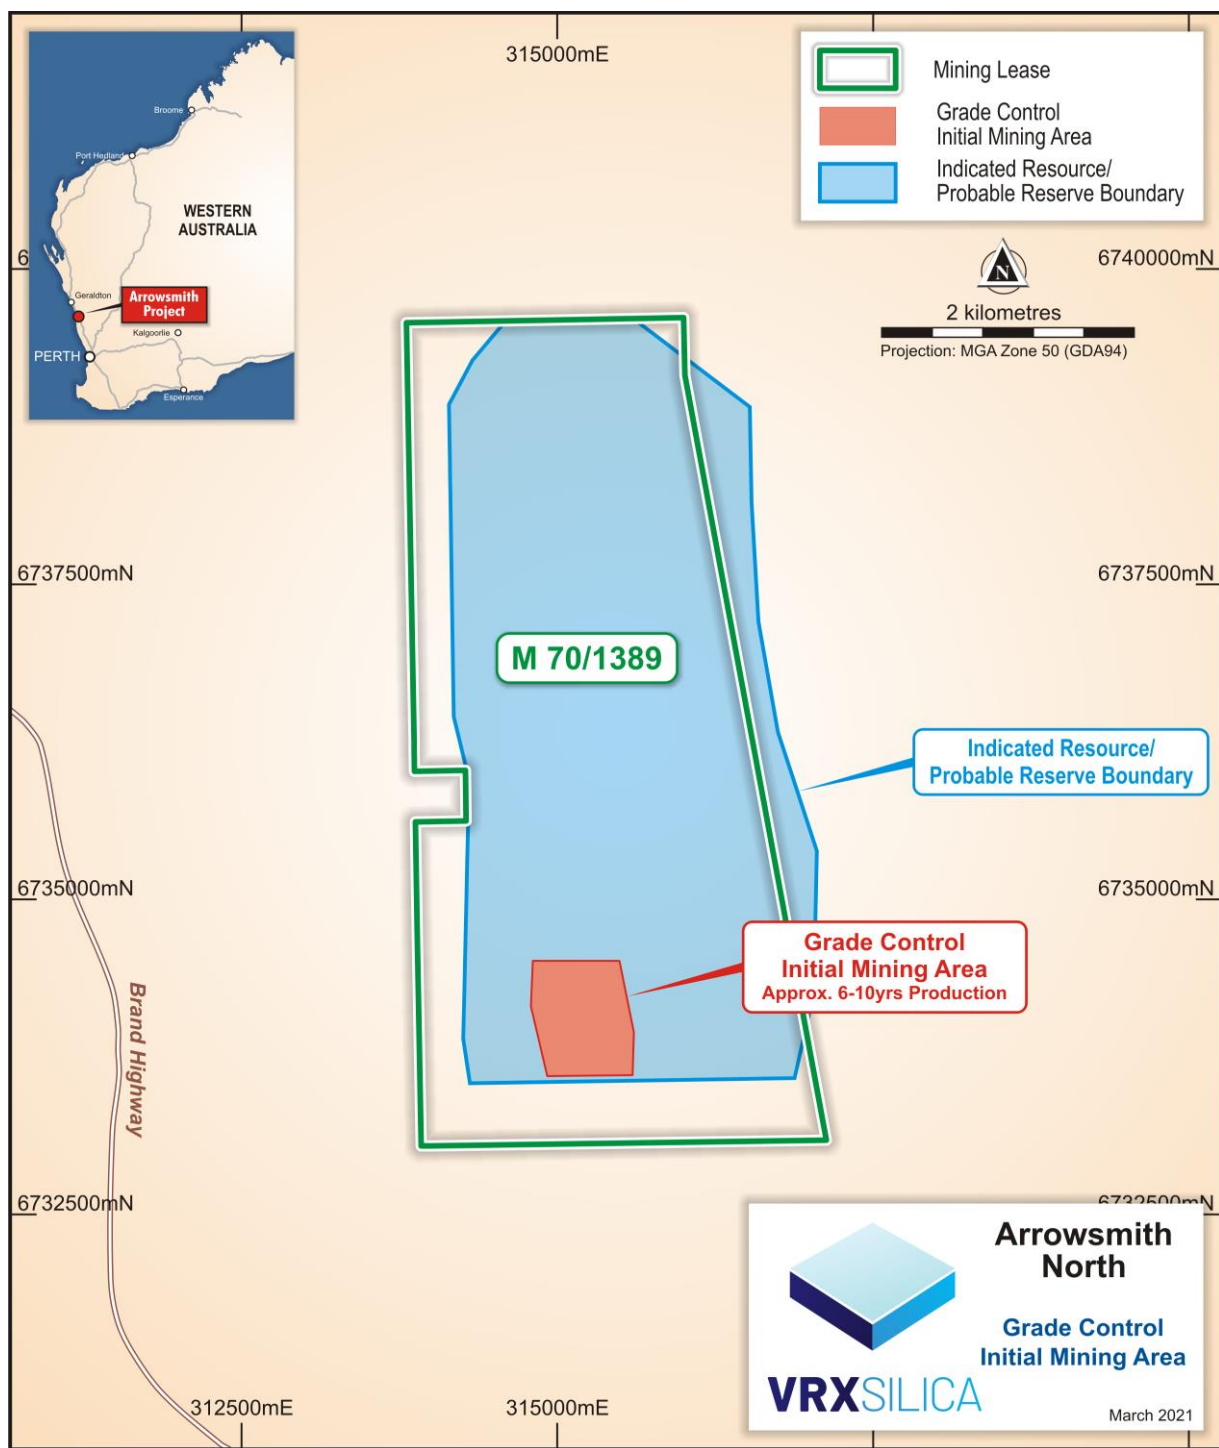 315000mE
Broome
Port Hedland
WESTERN
AUSTRALIA
Geraldton
Arrowsmith
Project
Kalgoorlie
PERTH
Esperance
Mining Lease
Grade Control
Initial Mining Area
Indicated Resource/
Probable Reserve Boundary
6
6740000mN
N
2 kilometres
Projection: MGA Zone 50 (GDA94)
6737500mN
6737500mN
M 70/1389
Indicated Resource/
Probable Reserve Boundary
6735000mN
6735000mN
Grade Control
Initial Mining Area
Approx. 6-10yrs Production
Brand Highway
6732500mN
6732500mN
Arrowsmith
North
Grade Control
Initial Mining Area
VRXSILICA
March 2021
312500mE
315000mE